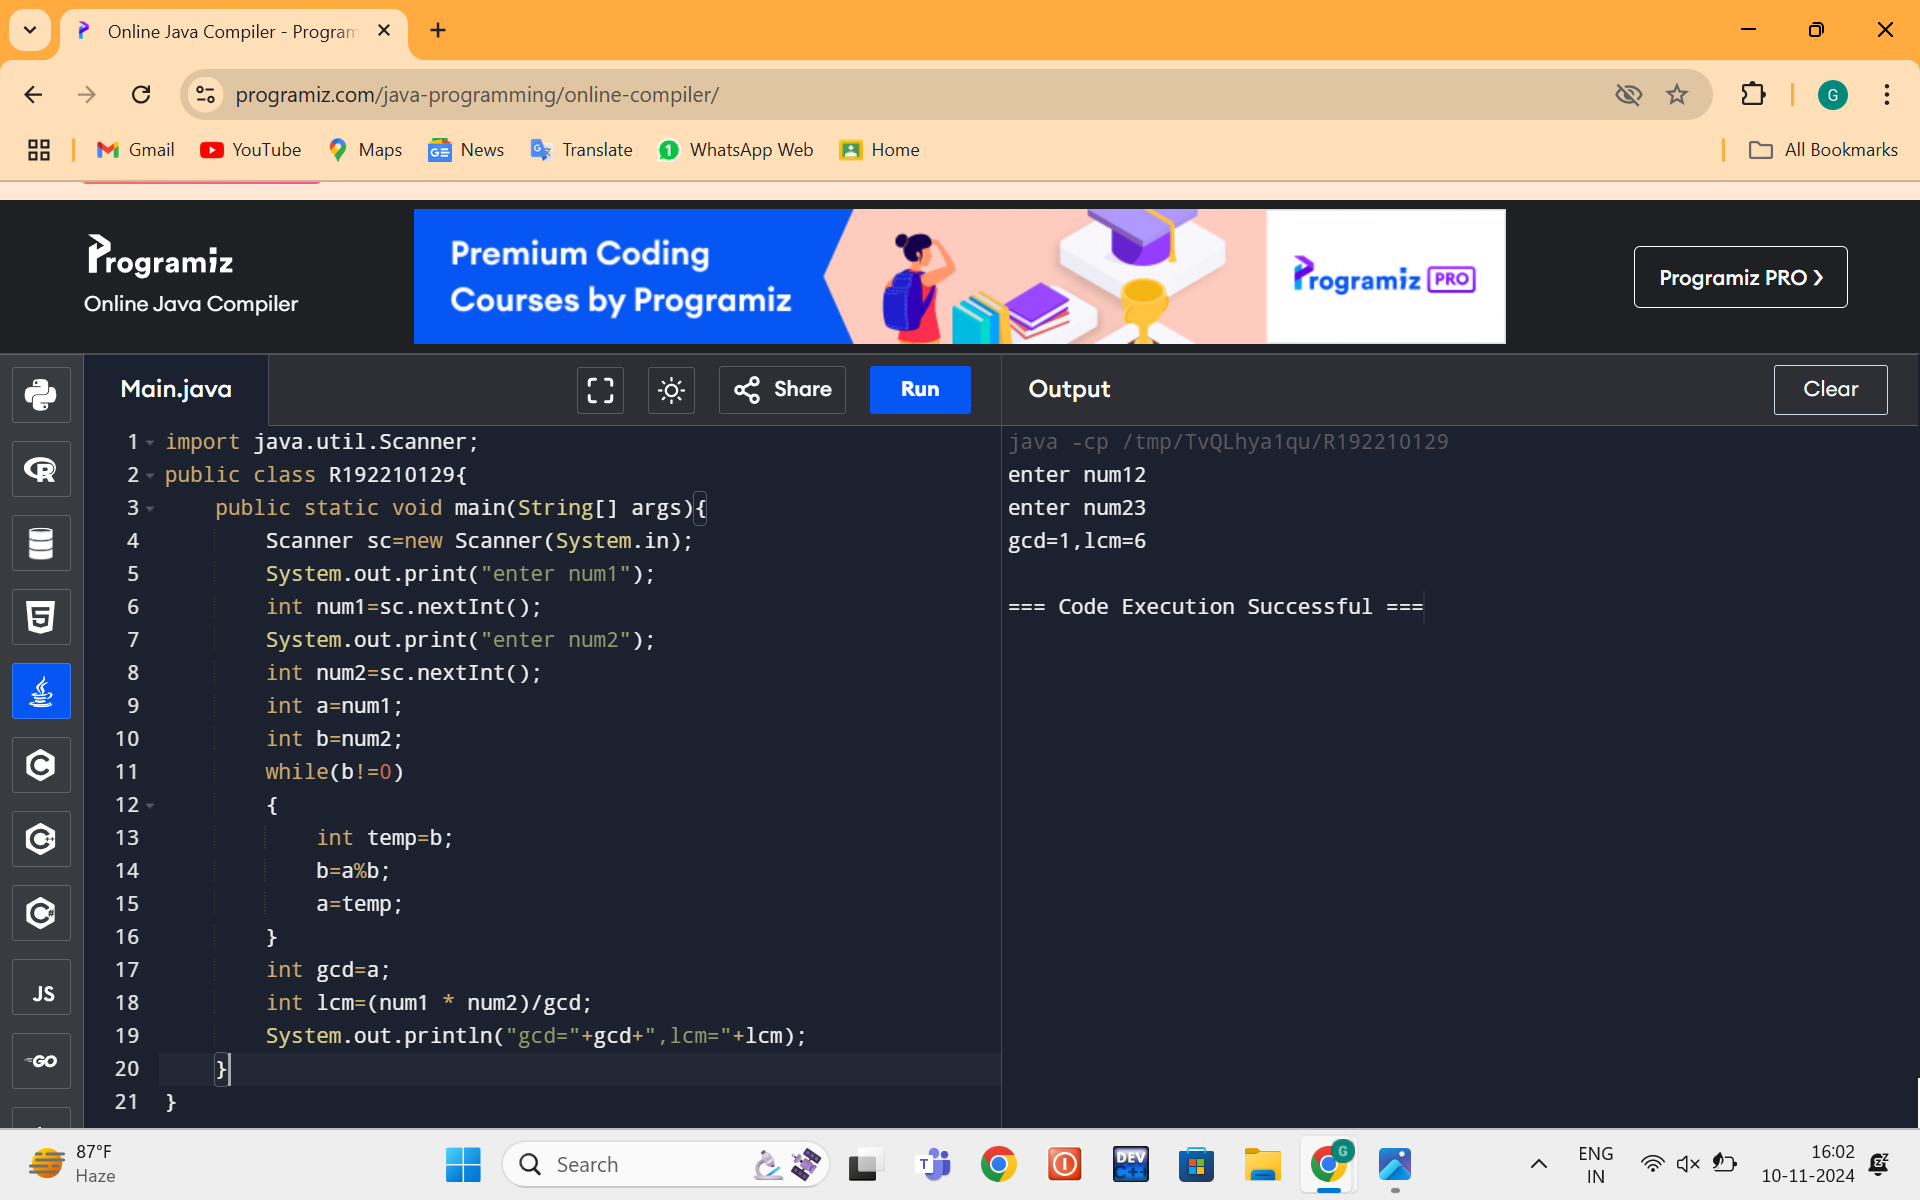 Online Java Compiler - Program
programiz.com/java-programming/online-compiler/
G
Gmail
YouTube
Maps
News
Translate
1
WhatsApp Web
Home
All Bookmarks
Programiz
Online Java Compiler
Premium Coding
Courses by Programiz
Programiz PRO
Programiz PRO ❯
Main.java
Share
Run
Output
Clear
1 import java.util.Scanner;
2 public class R192210129{
3     public static void main(String[] args){
4         Scanner sc=new Scanner(System.in);
5         System.out.print("enter num1");
6         int num1=sc.nextInt();
7         System.out.print("enter num2");
8         int num2=sc.nextInt();
9         int a=num1;
10         int b=num2;
11         while(b!=0)
12         {
13             int temp=b;
14             b=a%b;
15             a=temp;
16         }
17         int gcd=a;
18         int lcm=(num1 * num2)/gcd;
19         System.out.println("gcd="+gcd+",lcm="+lcm);
20     }
21 }
java -cp /tmp/TvQLhya1qu/R192210129
enter num12
enter num23
gcd=1,lcm=6
=== Code Execution Successful ===
R
5
C
C++
C#
JS
GO
87°F
Haze
Search
T
DEV
C++
G
ENG
IN
16:02
10-11-2024